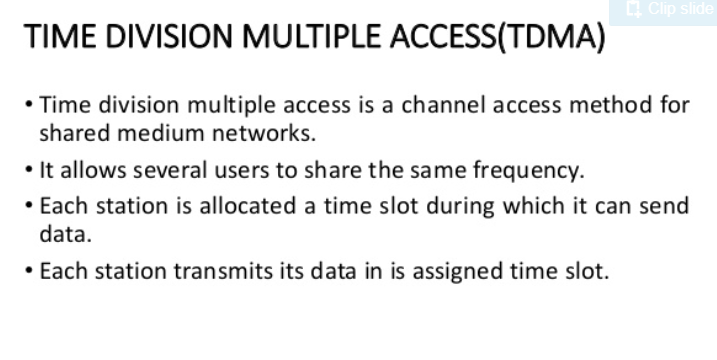 Clip slide
TIME DIVISION MULTIPLE ACCESS(TDMA)
• Time division multiple access is a channel access method for
shared medium networks.
• It allows several users to share the same frequency.
• Each station is allocated a time slot during which it can send
data.
• Each station transmits its data in is assigned time slot.